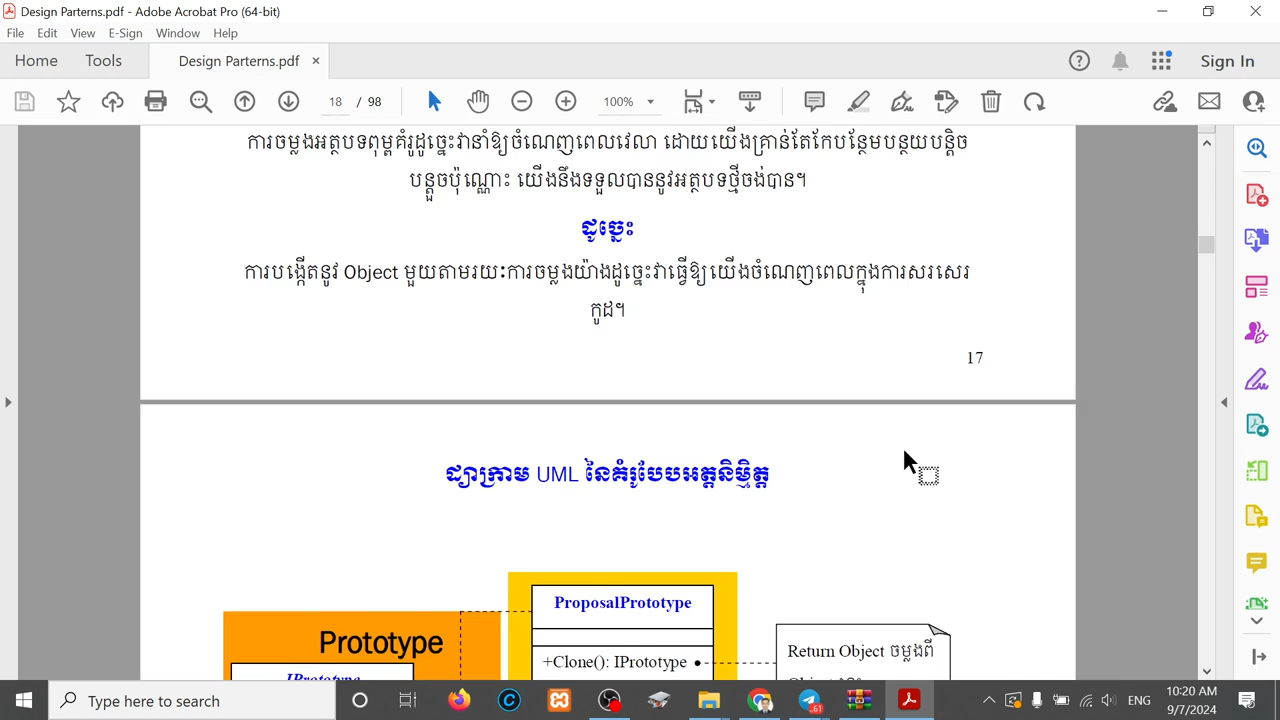 Design Parterns.pdf - Adobe Acrobat Pro (64-bit)
File Edit View E-Sign Window Help
Home Tools Design Parterns.pdf × Sign In
18 / 98 100%
ការចម្លងអត្ថបទពុម្ពគំរូដូច្នេះវានាំឱ្យចំណេញពេលវេលា ដោយយើងគ្រាន់តែកែបន្ថែមបន្ថយបន្តិច
បន្តួចប៉ុណ្ណោះ យើងនឹងទទួលបាននូវអត្ថបទថ្មីចង់បាន។
ដូច្នេះ
ការបង្កើតនូវ Object មួយតាមរយៈការចម្លងយ៉ាងដូច្នេះវាធ្វើឱ្យយើងចំណេញពេលក្នុងការសរសេរ
កូដ។
17
ដ្យាក្រាម UML នៃគំរូបែបអត្តនិម្មិត្ត
ProposalPrototype
Prototype
+Clone(): IPrototype
IPrototype
Return Object ចម្លងពី
Type here to search
61
ENG
10:20 AM
9/7/2024